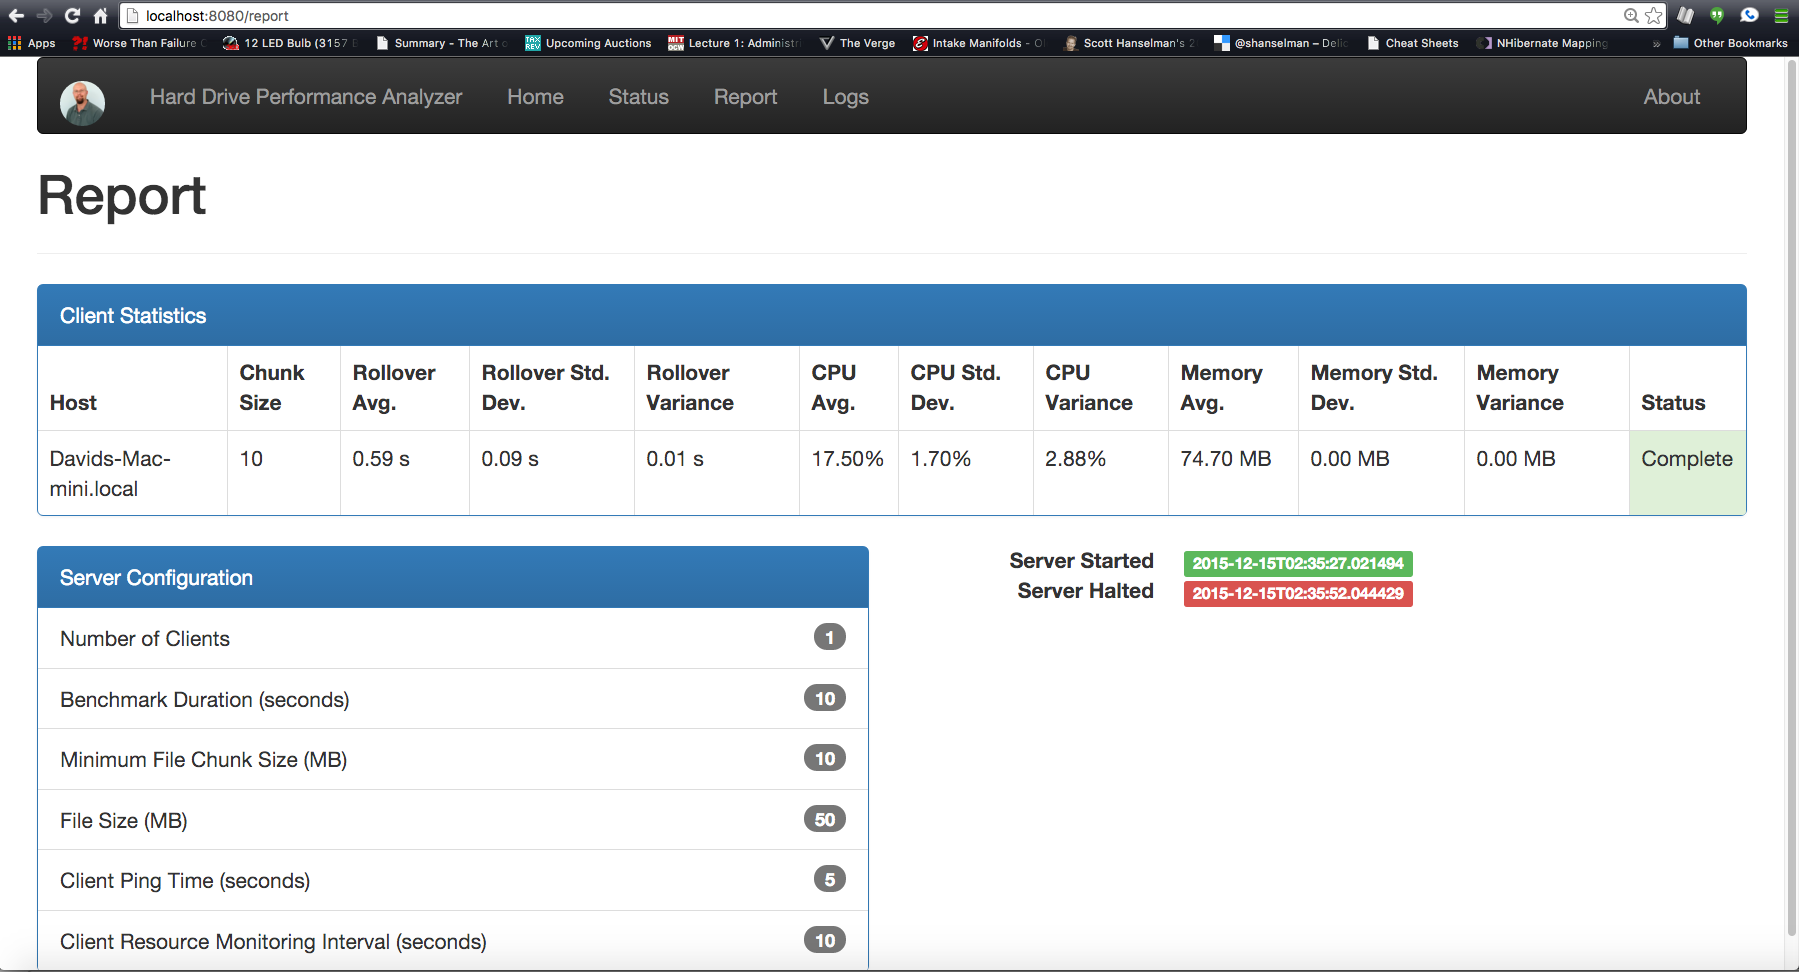 localhost:8080/report
Apps Worse Than Failure 12 LED Bulb (3157 Summary - The Art Upcoming Auctions Lecture 1: Administr The Verge Intake Manifolds - Scott Hanselman's 2 @shanselman – Delic Cheat Sheets NHibernate Mapping » Other Bookmarks
Hard Drive Performance Analyzer Home Status Report Logs About
Report
Client Statistics
Host Chunk Size Rollover Avg. Rollover Std. Dev. Rollover Variance CPU Avg. CPU Std. Dev. CPU Variance Memory Avg. Memory Std. Dev. Memory Variance Status
Davids-Mac-mini.local 10 0.59 s 0.09 s 0.01 s 17.50% 1.70% 2.88% 74.70 MB 0.00 MB 0.00 MB Complete
Server Configuration
Number of Clients 1
Benchmark Duration (seconds) 10
Minimum File Chunk Size (MB) 10
File Size (MB) 50
Client Ping Time (seconds) 5
Client Resource Monitoring Interval (seconds) 10
Server Started 2015-12-15T02:35:27.021494
Server Halted 2015-12-15T02:35:52.044429